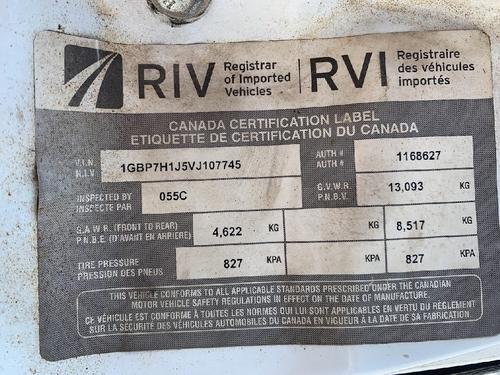 RIV Registrar of Imported Vehicles
RVI Registraire des véhicules importés
CANADA CERTIFICATION LABEL
ETIQUETTE DE CERTIFICATION DU CANADA
V.I.N. N.I.V. 1GBP7H1J5VJ107745 AUTH # AUTH # 1168627
INSPECTED BY INSPECTE PAR 055C G.V.W.R. P.N.B.V. 13,093 KG
G.A.W.R. (FRONT TO REAR) P.N.B.E. (D'AVANT EN ARRIÈRE) 4,622 KG KG 8,517 KG
TIRE PRESSURE PRESSION DES PNEUS 827 KPA KPA 827 KPA
THIS VEHICLE CONFORMS TO ALL APPLICABLE STANDARDS PRESCRIBED UNDER THE CANADIAN
MOTOR VEHICLE SAFETY REGULATIONS IN EFFECT ON THE DATE OF MANUFACTURE.
CE VÉHICULE EST CONFORME À TOUTES LES NORMES QUI LUI SONT APPLICABLES EN VERTU DU RÈGLEMENT
SUR LA SÉCURITÉ DES VÉHICULES AUTOMOBILES DU CANADA EN VIGUEUR À LA DATE DE SA FABRICATION